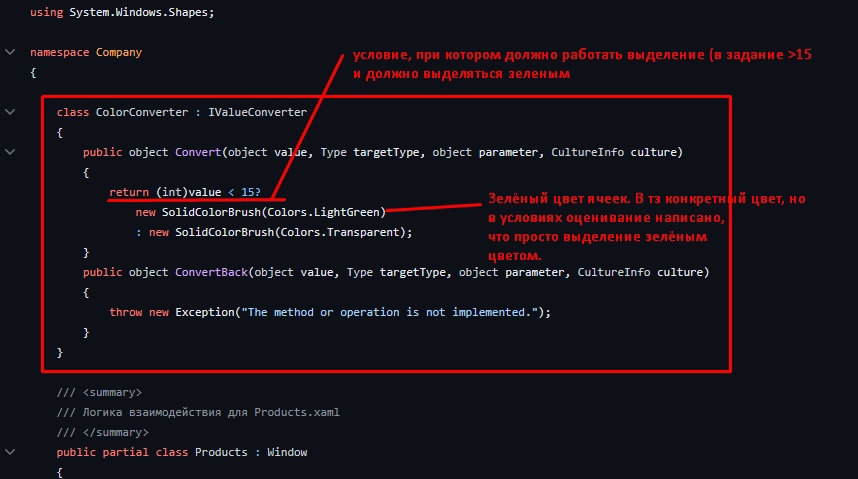 using System.Windows.Shapes;
namespace Company
условие, при котором должно работать выделение (в задание >15
и должно выделяться зеленым
{
class ColorConverter : IValueConverter
{
public object Convert(object value, Type targetType, object parameter, CultureInfo culture)
{
return (int)value < 15?
new SolidColorBrush(Colors.LightGreen)
: new SolidColorBrush(Colors.Transparent);
Зелёный цвет ячеек. В тз конкретный цвет, но
в условиях оценивание написано,
что просто выделение зелёным
цветом.
}
public object ConvertBack(object value, Type targetType, object parameter, CultureInfo culture)
{
throw new Exception("The method or operation is not implemented.");
}
}
/// <summary>
/// Логика взаимодействия для Products.xaml
/// </summary>
public partial class Products : Window
{